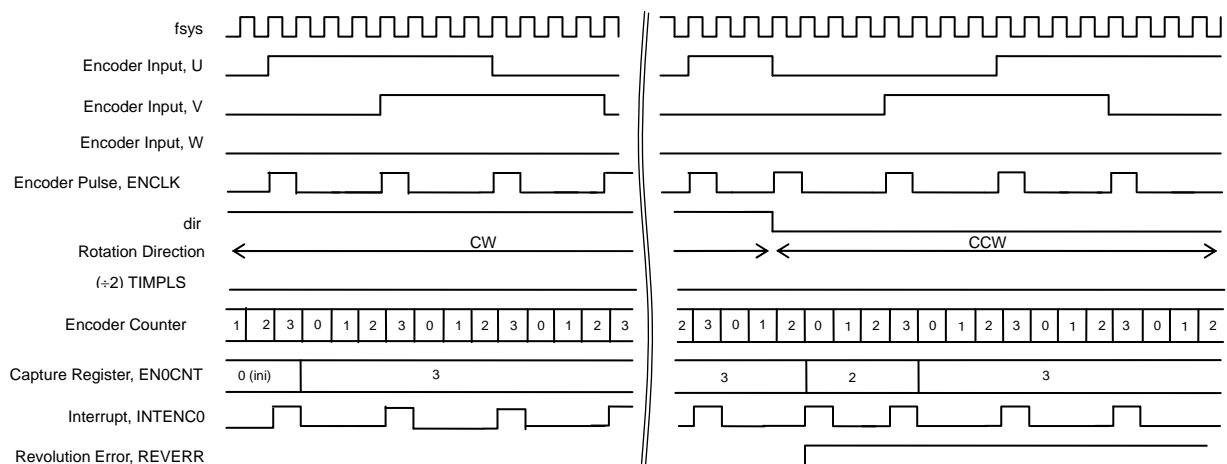 fsys
Encoder Input, U
Encoder Input, V
Encoder Input, W
Encoder Pulse, ENCLK
dir
Rotation Direction CW CCW
(÷2) TIMPLS
Encoder Counter 1 2 3 0 1 2 3 0 1 2 3 0 1 2 3 2 3 0 1 2 0 1 2 3 0 1 2 3 0 1 2 3 0 1 2
Capture Register, EN0CNT 0 (ini) 3 3 2 3
Interrupt, INTENC0
Revolution Error, REVERR